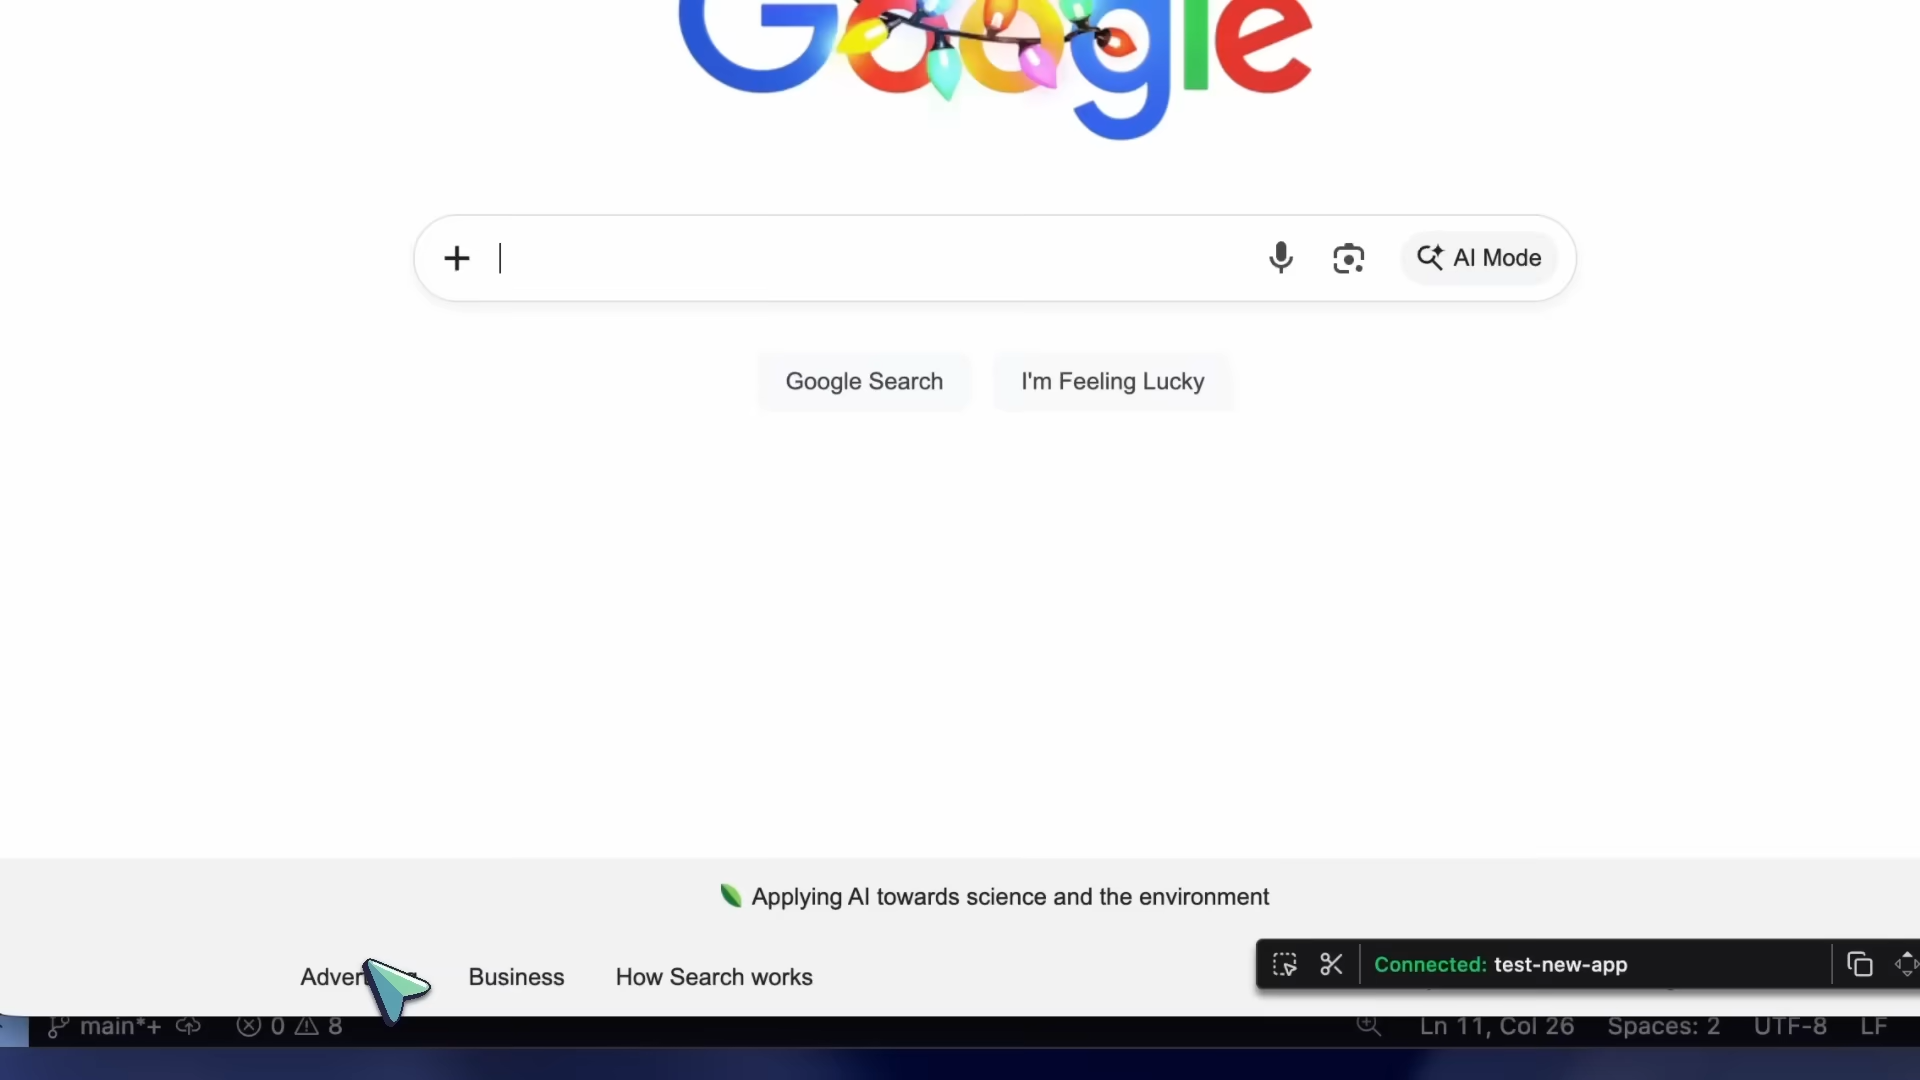 Google
AI Mode
Google Search
I'm Feeling Lucky
Applying AI towards science and the environment
Business
How Search works
Connected: test-new-app
main*+
0
8
Ln 11, Col 26
Spaces: 2
UTF-8
LF